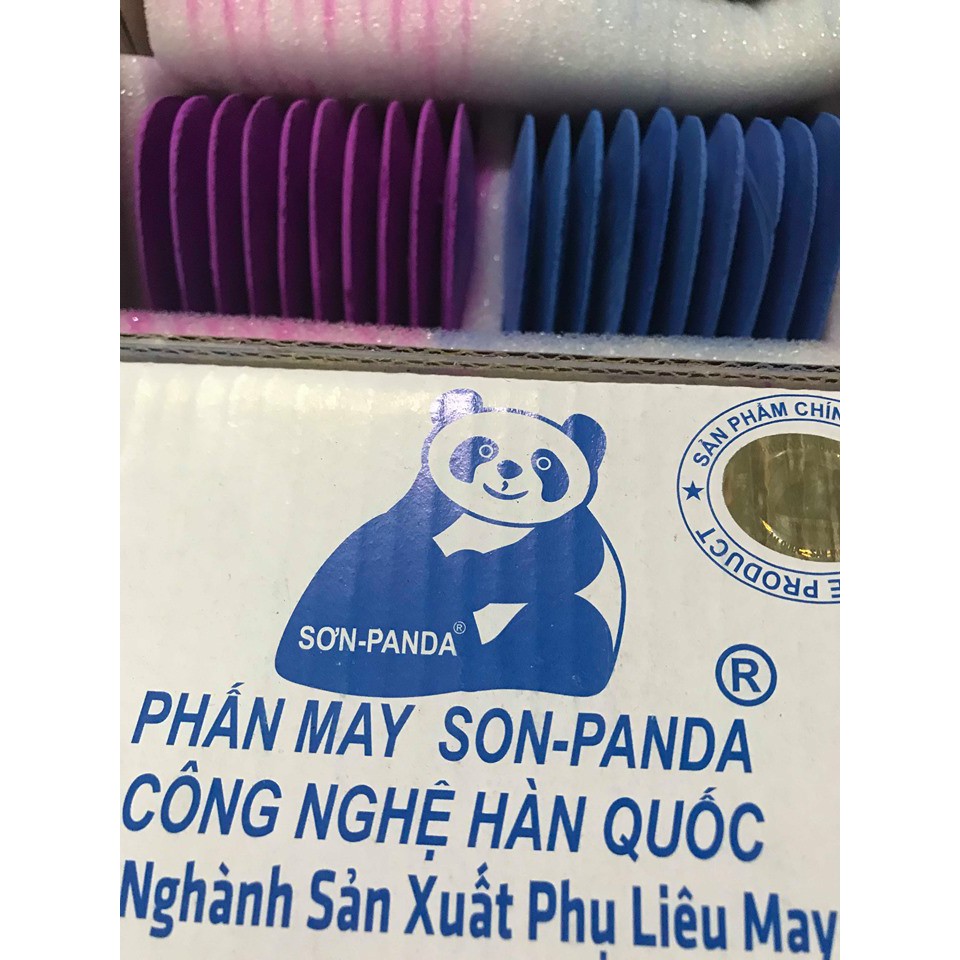 SẢN PHẨM CHÍN
PRODUCT
SƠN-PANDA®
®
PHẤN MAY SON-PANDA
CÔNG NGHỆ HÀN QUỐC
Nghành Sản Xuất Phụ Liêu May